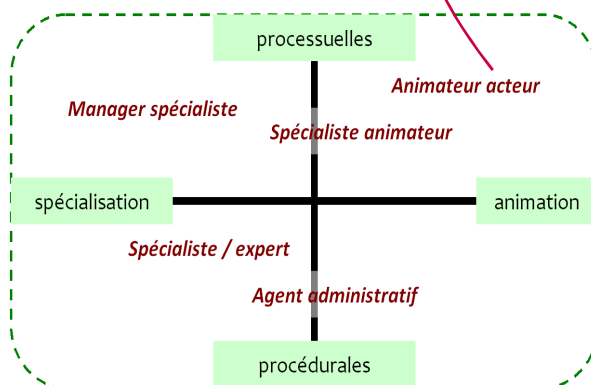 processuelles
Animateur acteur
Manager spécialiste
Spécialiste animateur
spécialisation
animation
Spécialiste / expert
Agent administratif
procédurales